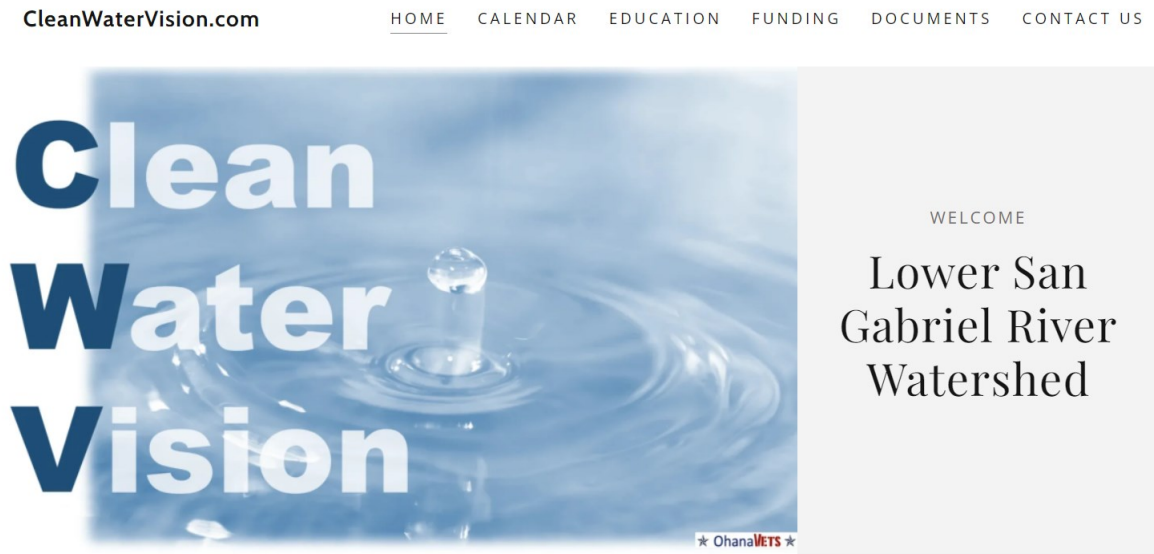 CleanWaterVision.com
HOME CALENDAR EDUCATION FUNDING DOCUMENTS CONTACT US
Clean
Water
Vision
OhanaVETS
WELCOME
Lower San
Gabriel River
Watershed